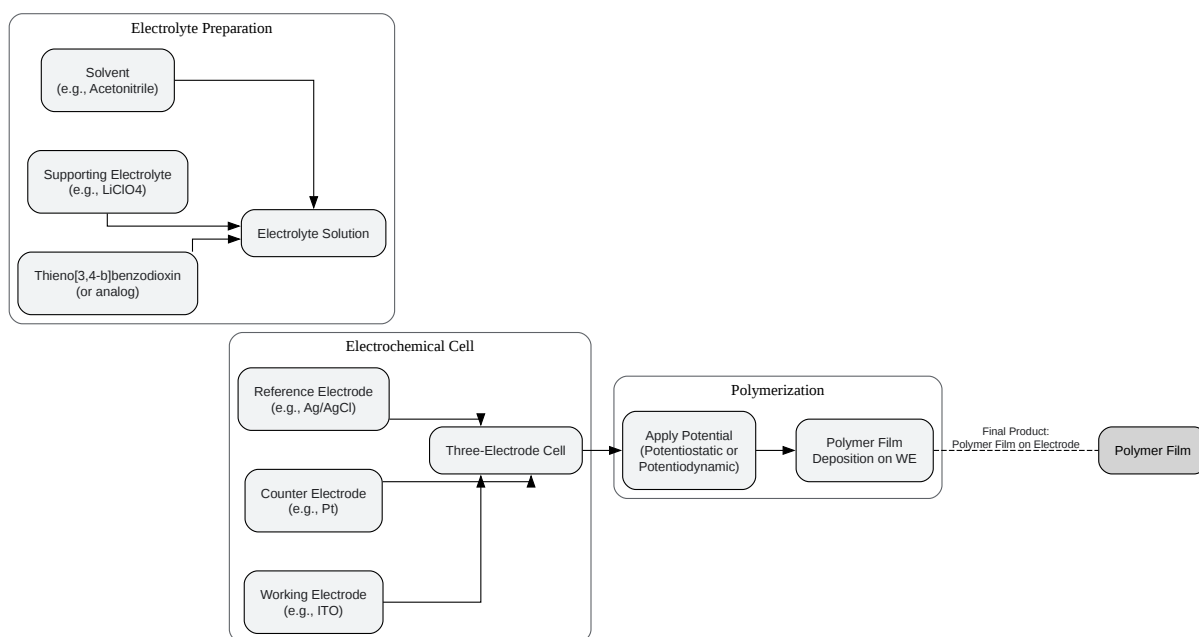 Electrolyte Preparation
Solvent
(e.g., Acetonitrile)
Supporting Electrolyte
(e.g., LiClO4)
Electrolyte Solution
Thieno[3,4-b]benzodioxin
(or analog)
Electrochemical Cell
Reference Electrode
(e.g., Ag/AgCl)
Three-Electrode Cell
Counter Electrode
(e.g., Pt)
Working Electrode
(e.g., ITO)
Polymerization
Apply Potential
(Potentiostatic or
Potentiodynamic)
Polymer Film
Deposition on WE
Final Product:
Polymer Film on Electrode
Polymer Film